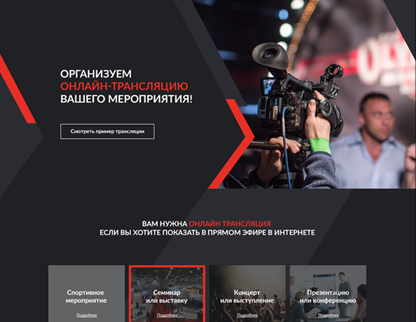 ОРГАНИЗУЕМ
ОНЛАЙН-ТРАНСЛЯЦИЮ
ВАШЕГО МЕРОПРИЯТИЯ!
Смотреть пример трансляции
ВАМ НУЖНА ОНЛАЙН ТРАНСЛЯЦИЯ
ЕСЛИ ВЫ ХОТИТЕ ПОКАЗАТЬ В ПРЯМОМ ЭФИРЕ В ИНТЕРНЕТЕ
Спортивное
мероприятие
Подробнее
Семинар
или выставку
Подробнее
Концерт
или выступление
Подробнее
Презентацию
или конференцию
Подробнее